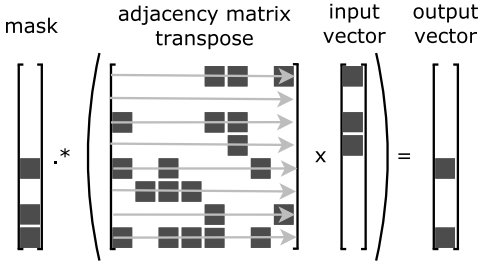 mask
adjacency matrix
transpose
input
vector
output
vector
.*
x
=